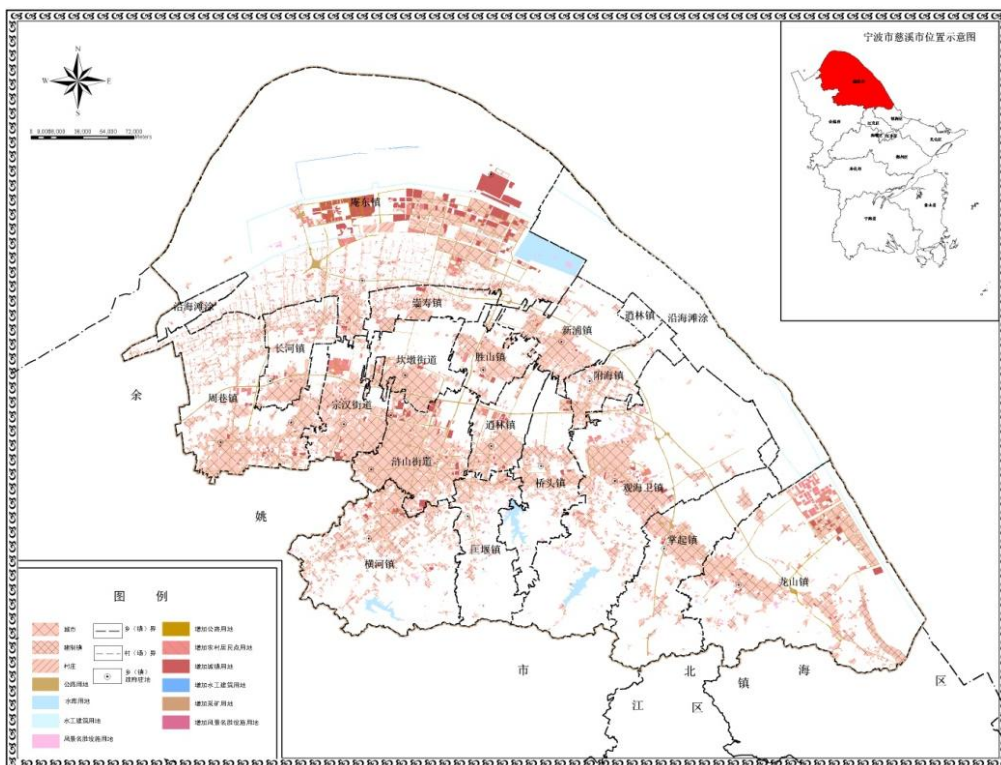 宁波市慈溪市位置示意图
N
W
E
S
庵东镇
沿海滩涂
崇寿镇
道林镇
沿海滩涂
新浦镇
长河镇
坎墩街道
胜山镇
附海镇
余
周巷镇
宗汉街道
道林镇
浒山街道
桥头镇
观海卫镇
姚
掌起镇
匡堰镇
横河镇
龙山镇
市
北
镇
海
区
江
区
图 例
城市
建制镇
村庄
公路用地
水库用地
水工建筑用地
风景名胜设施用地
乡（镇）界
村（场）界
乡（镇）
政府驻地
增加公路用地
增加农村居民点用地
增加城镇用地
增加水工建筑用地
增加采矿用地
增加风景名胜设施用地